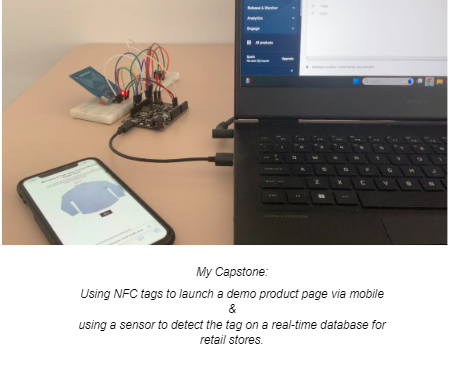 Release & Monitor
Analytics
Engage
All products
Upgrade
My Capstone:
Using NFC tags to launch a demo product page via mobile
&
using a sensor to detect the tag on a real-time database for
retail stores.